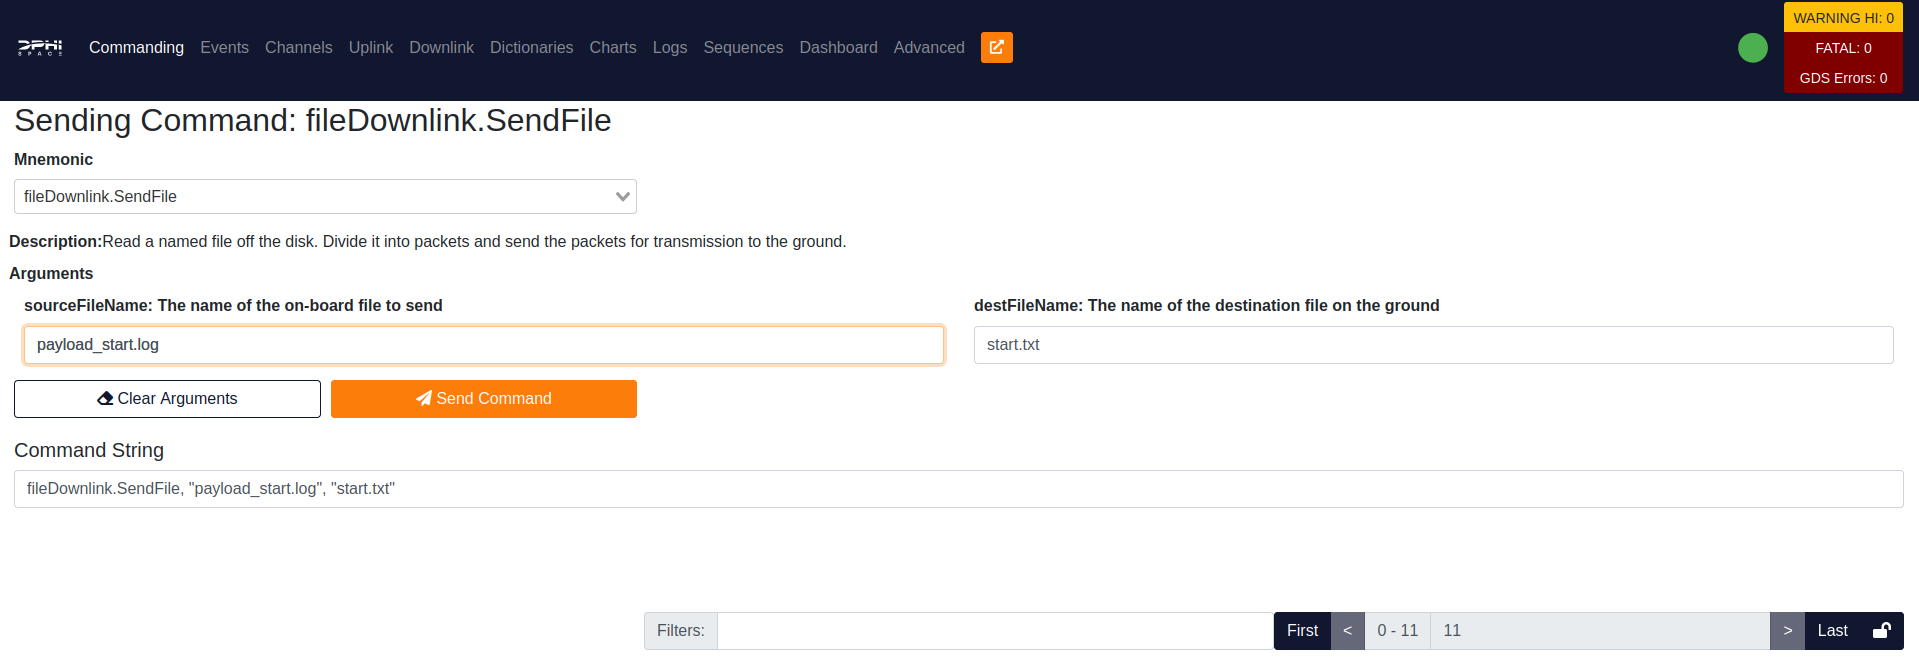 DPHI
SPACE
Commanding Events Channels Uplink Downlink Dictionaries Charts Logs Sequences Dashboard Advanced
WARNING HI: 0
FATAL: 0
GDS Errors: 0
Sending Command: fileDownlink.SendFile
Mnemonic
fileDownlink.SendFile
Description:Read a named file off the disk. Divide it into packets and send the packets for transmission to the ground.
Arguments
sourceFileName: The name of the on-board file to send
payload_start.log
destFileName: The name of the destination file on the ground
start.txt
Clear Arguments
Send Command
Command String
fileDownlink.SendFile, "payload_start.log", "start.txt"
Filters: First < 0 - 11 11 > Last